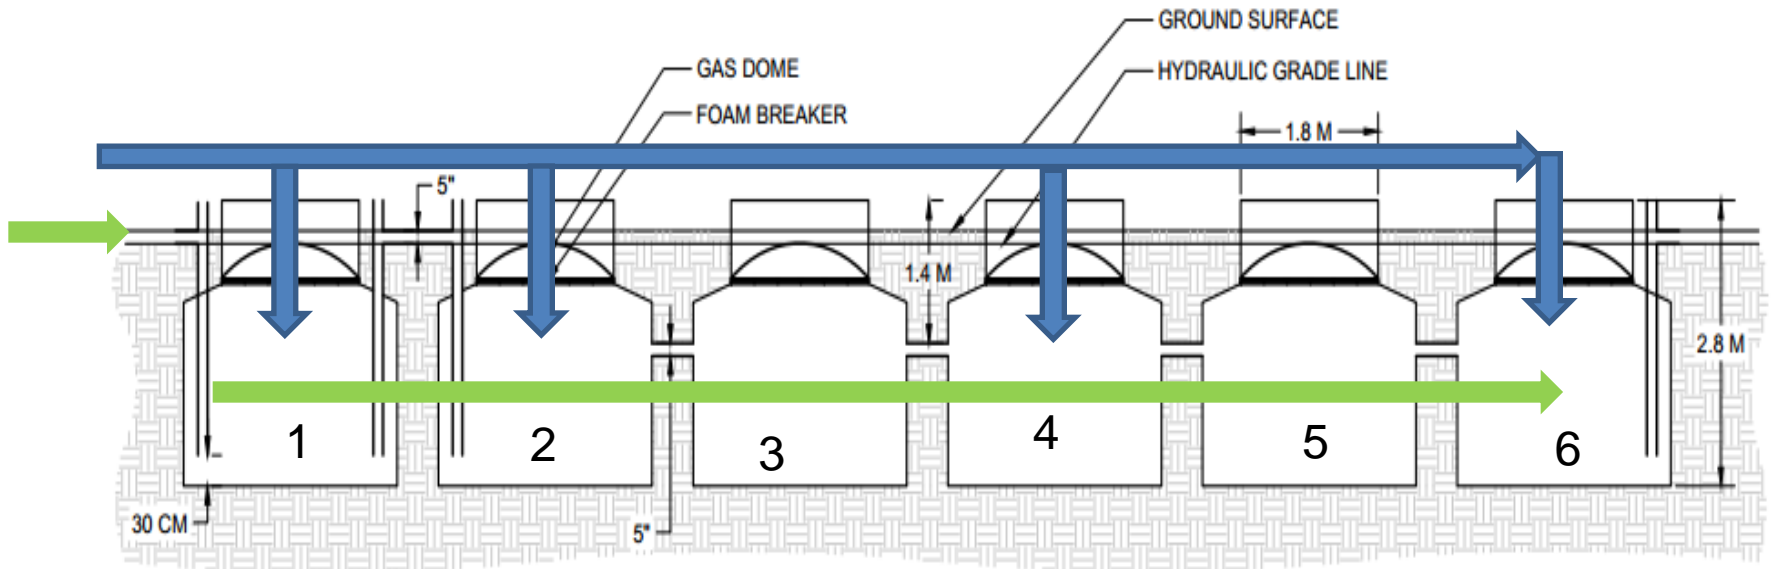 GROUND SURFACE
GAS DOME
HYDRAULIC GRADE LINE
FOAM BREAKER
1.8 M
5"
1.4 M
2.8 M
1
2
3
4
5
6
30 CM
5"